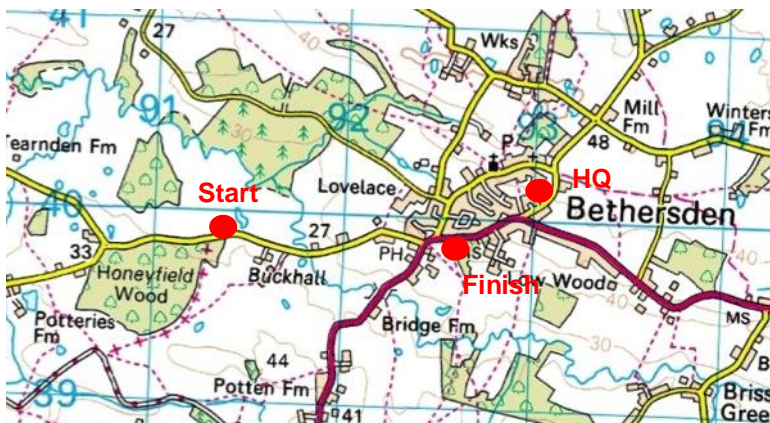 41
27
40
Wks
91
92
93
Mill
Fm
48
Winters
Fm
P
Tearnden Fm
Start
HQ
Lovelace
40
Bethersden
33
27
PH
Honeyfield
Wood
Buckhall
Finish
w Wood
40
Potteries
Fm
Bridge Fm
MS
44
30
39
Potten Fm
41
Briss
Gree